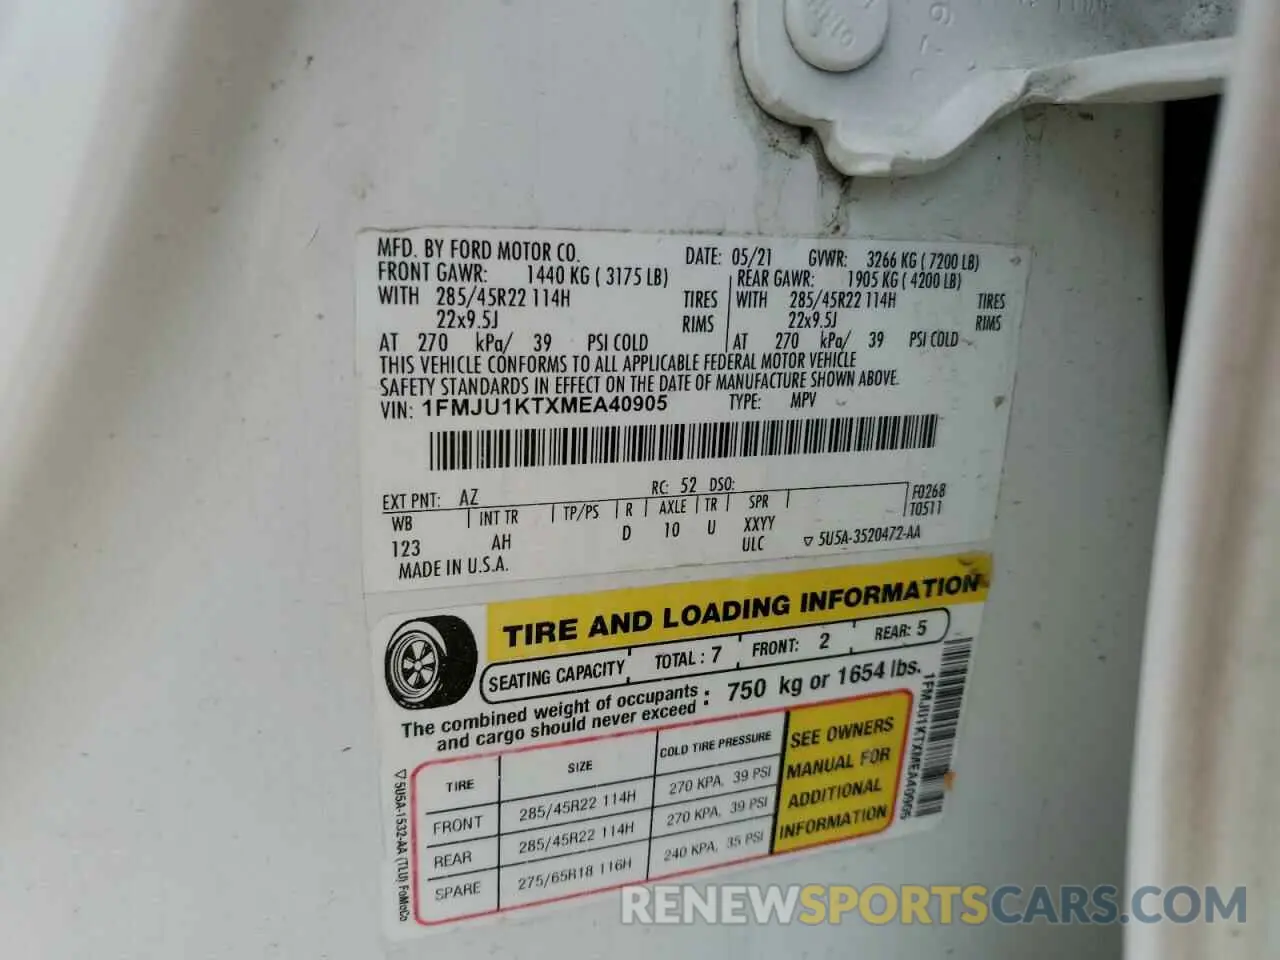 MFD. BY FORD MOTOR CO. DATE: 05/21 GVWR: 3266 KG ( 7200 LB)
FRONT GAWR: 1440 KG ( 3175 LB) REAR GAWR: 1905 KG ( 4200 LB)
WITH 285/45R22 114H TIRES WITH 285/45R22 114H TIRES
22x9.5J RIMS 22x9.5J RIMS
AT 270 kPa/ 39 PSI COLD AT 270 kPa/ 39 PSI COLD
THIS VEHICLE CONFORMS TO ALL APPLICABLE FEDERAL MOTOR VEHICLE
SAFETY STANDARDS IN EFFECT ON THE DATE OF MANUFACTURE SHOWN ABOVE.
VIN: 1FMJU1KTXMEA40905 TYPE: MPV
EXT PNT: AZ RC: 52 DSO:
WB INT TR TP/PS R AXLE TR SPR F0268
123 AH D 10 U XXYY T0511
ULC ▽ 5U5A-3520472-AA
MADE IN U.S.A.
TIRE AND LOADING INFORMATION
SEATING CAPACITY TOTAL : 7 FRONT: 2 REAR: 5
The combined weight of occupants
and cargo should never exceed : 750 kg or 1654 lbs.
TIRE SIZE COLD TIRE PRESSURE
FRONT 285/45R22 114H 270 KPA, 39 PSI
REAR 285/45R22 114H 270 KPA, 39 PSI
SPARE 275/65R18 116H 240 KPA, 35 PSI
SEE OWNERS
MANUAL FOR
ADDITIONAL
INFORMATION
1FMJU1KTXMEA40905
▽ 5U5A-1532-AA (TLU) FoMoCo
RENEWSPORTSCARS.COM